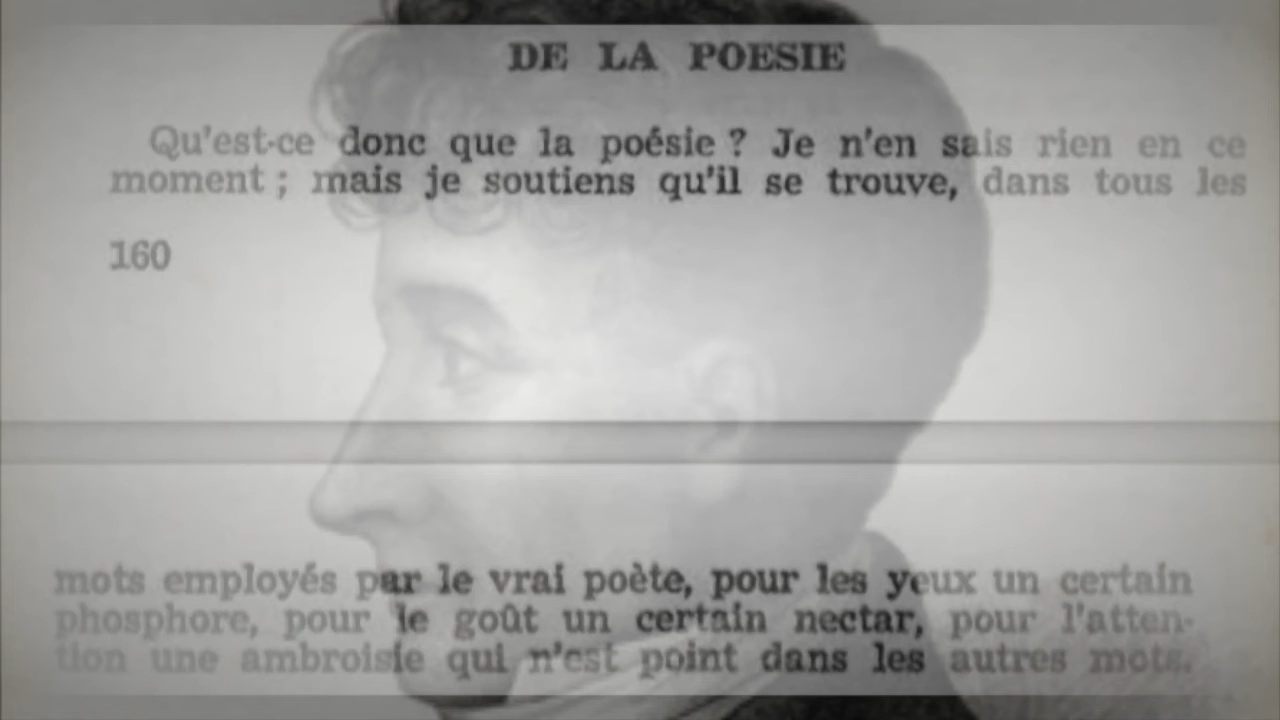 DE LA POESIE
Qu'est-ce donc que la poésie ? Je n'en sais rien en ce
moment ; mais je soutiens qu'il se trouve, dans tous les
160
mots employés par le vrai poète, pour les yeux un certain
phosphore, pour le goût un certain nectar, pour l'atten-
tion une ambroisie qui n'est point dans les autres mots.